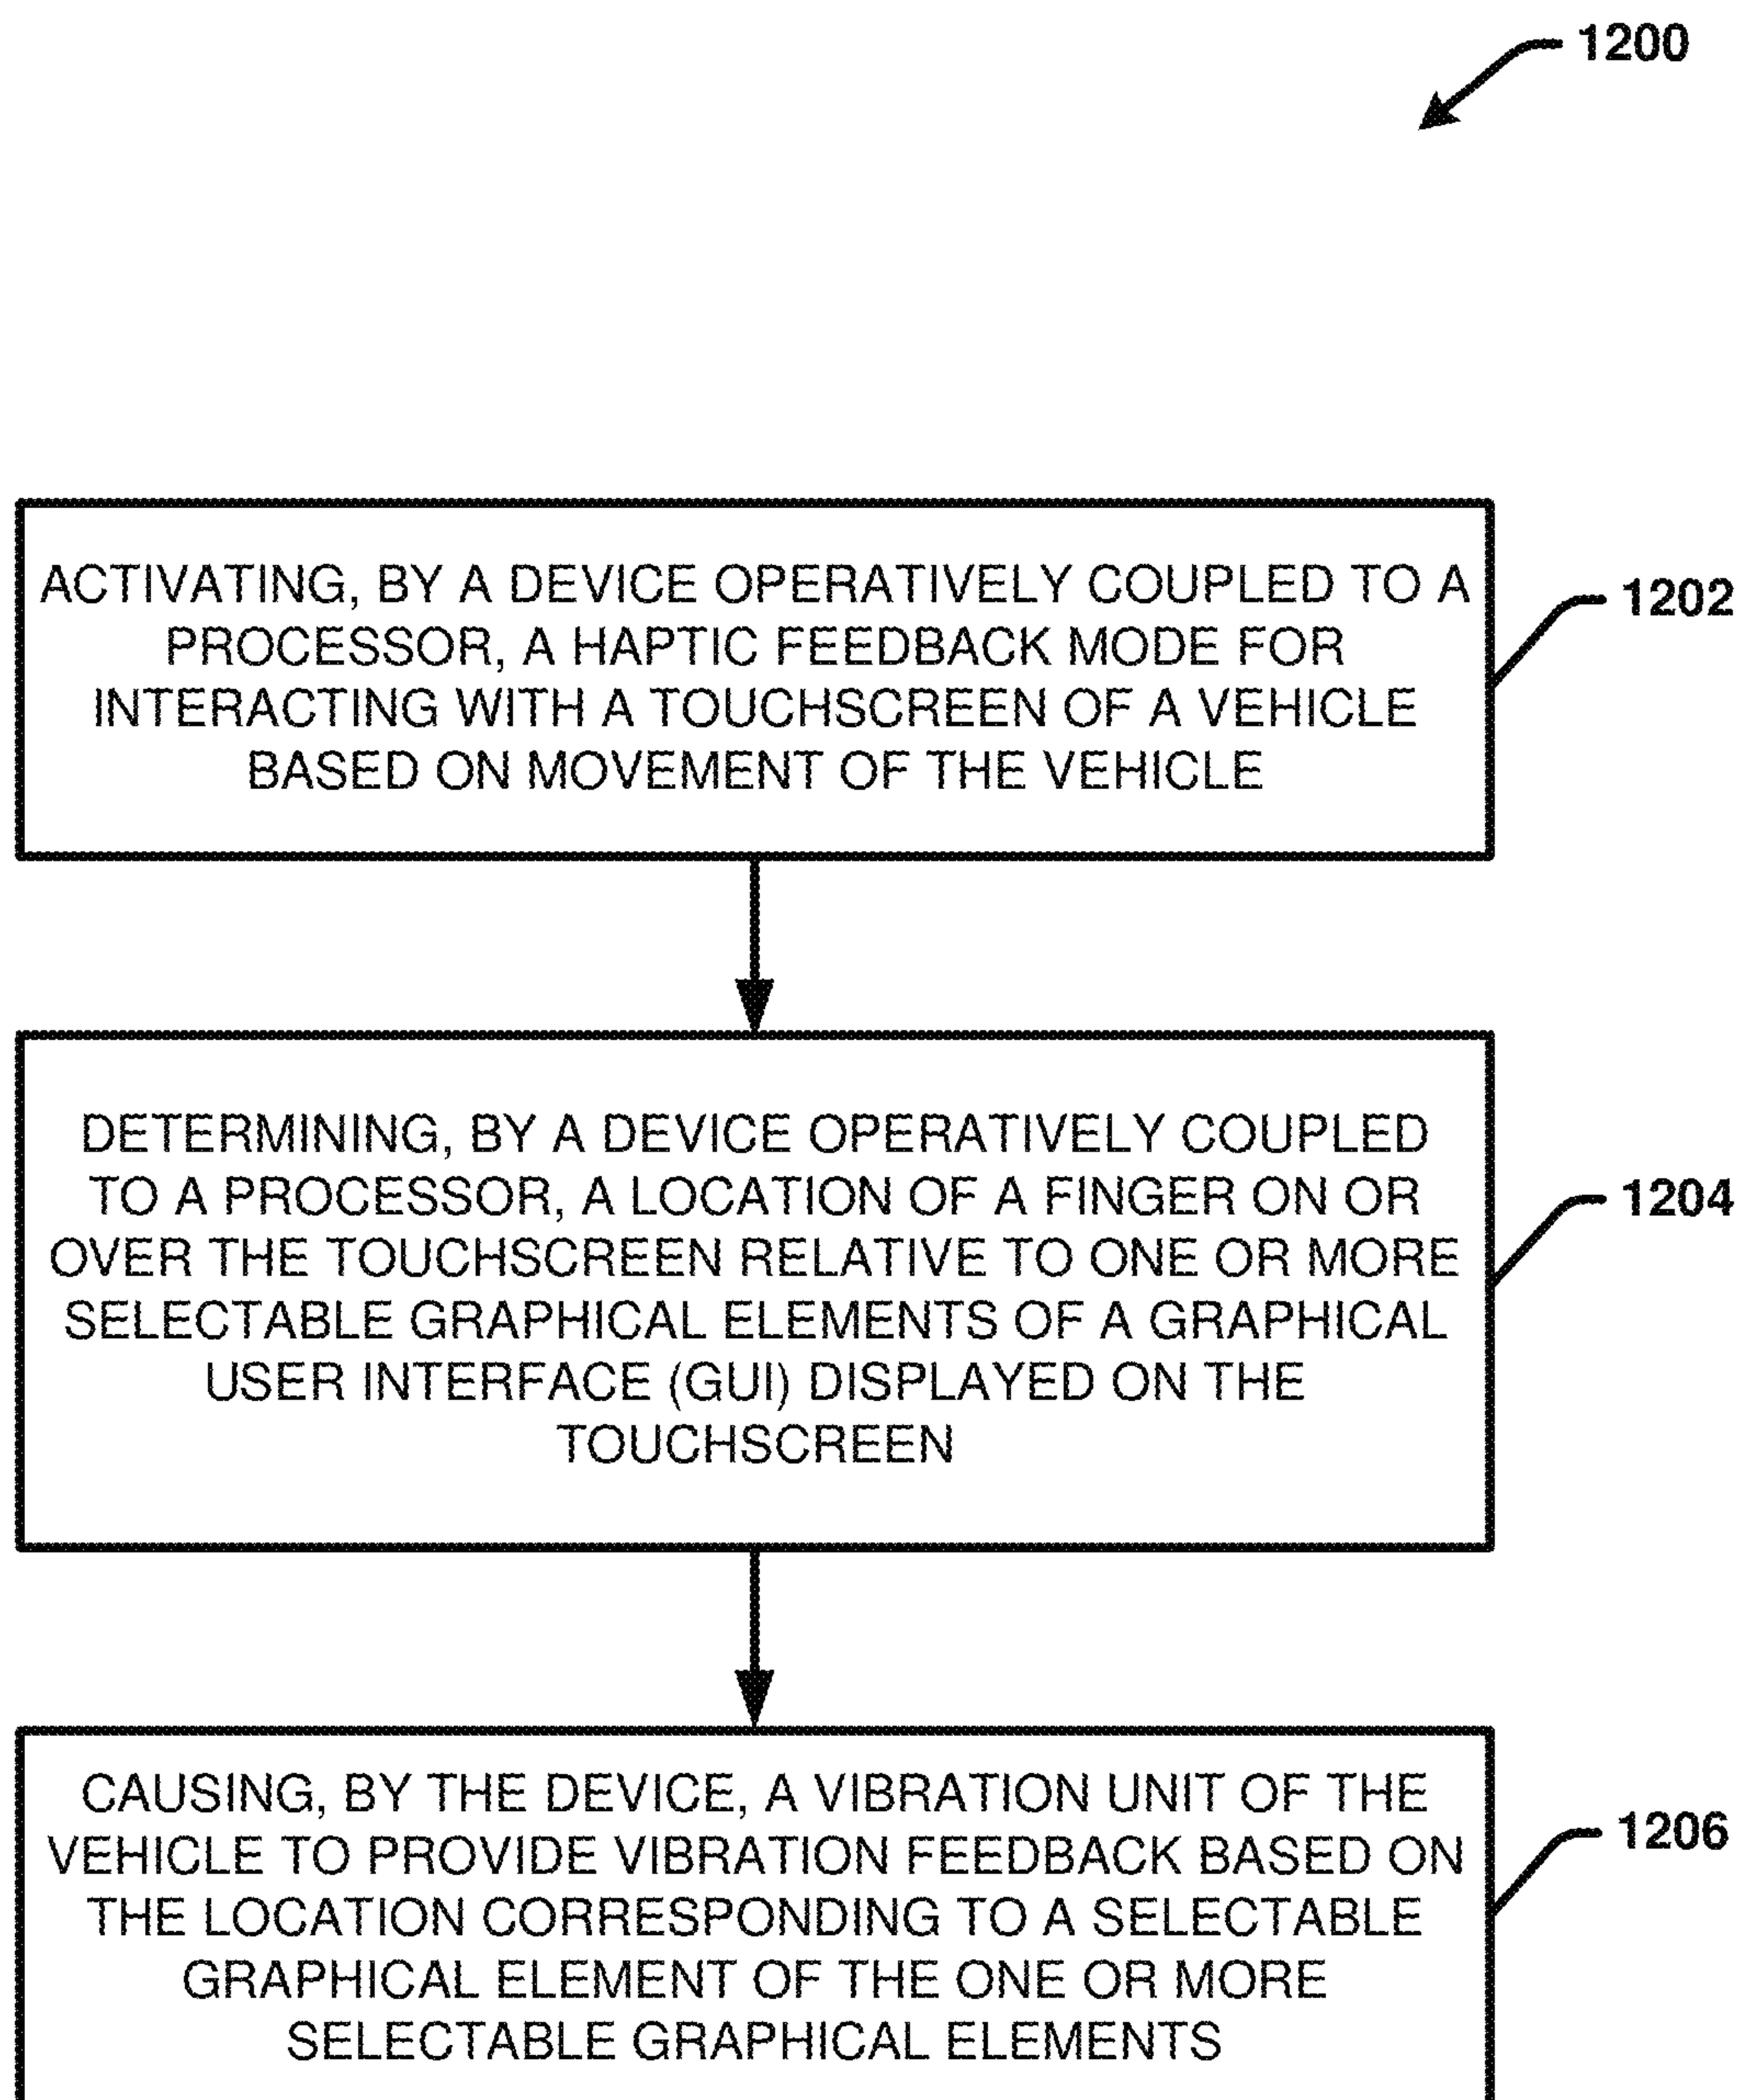 1200
ACTIVATING, BY A DEVICE OPERATIVELY COUPLED TO A
PROCESSOR, A HAPTIC FEEDBACK MODE FOR
INTERACTING WITH A TOUCHSCREEN OF A VEHICLE
BASED ON MOVEMENT OF THE VEHICLE
1202
DETERMINING, BY A DEVICE OPERATIVELY COUPLED
TO A PROCESSOR, A LOCATION OF A FINGER ON OR
OVER THE TOUCHSCREEN RELATIVE TO ONE OR MORE
SELECTABLE GRAPHICAL ELEMENTS OF A GRAPHICAL
USER INTERFACE (GUI) DISPLAYED ON THE
TOUCHSCREEN
1204
CAUSING, BY THE DEVICE, A VIBRATION UNIT OF THE
VEHICLE TO PROVIDE VIBRATION FEEDBACK BASED ON
THE LOCATION CORRESPONDING TO A SELECTABLE
GRAPHICAL ELEMENT OF THE ONE OR MORE
SELECTABLE GRAPHICAL ELEMENTS
1206